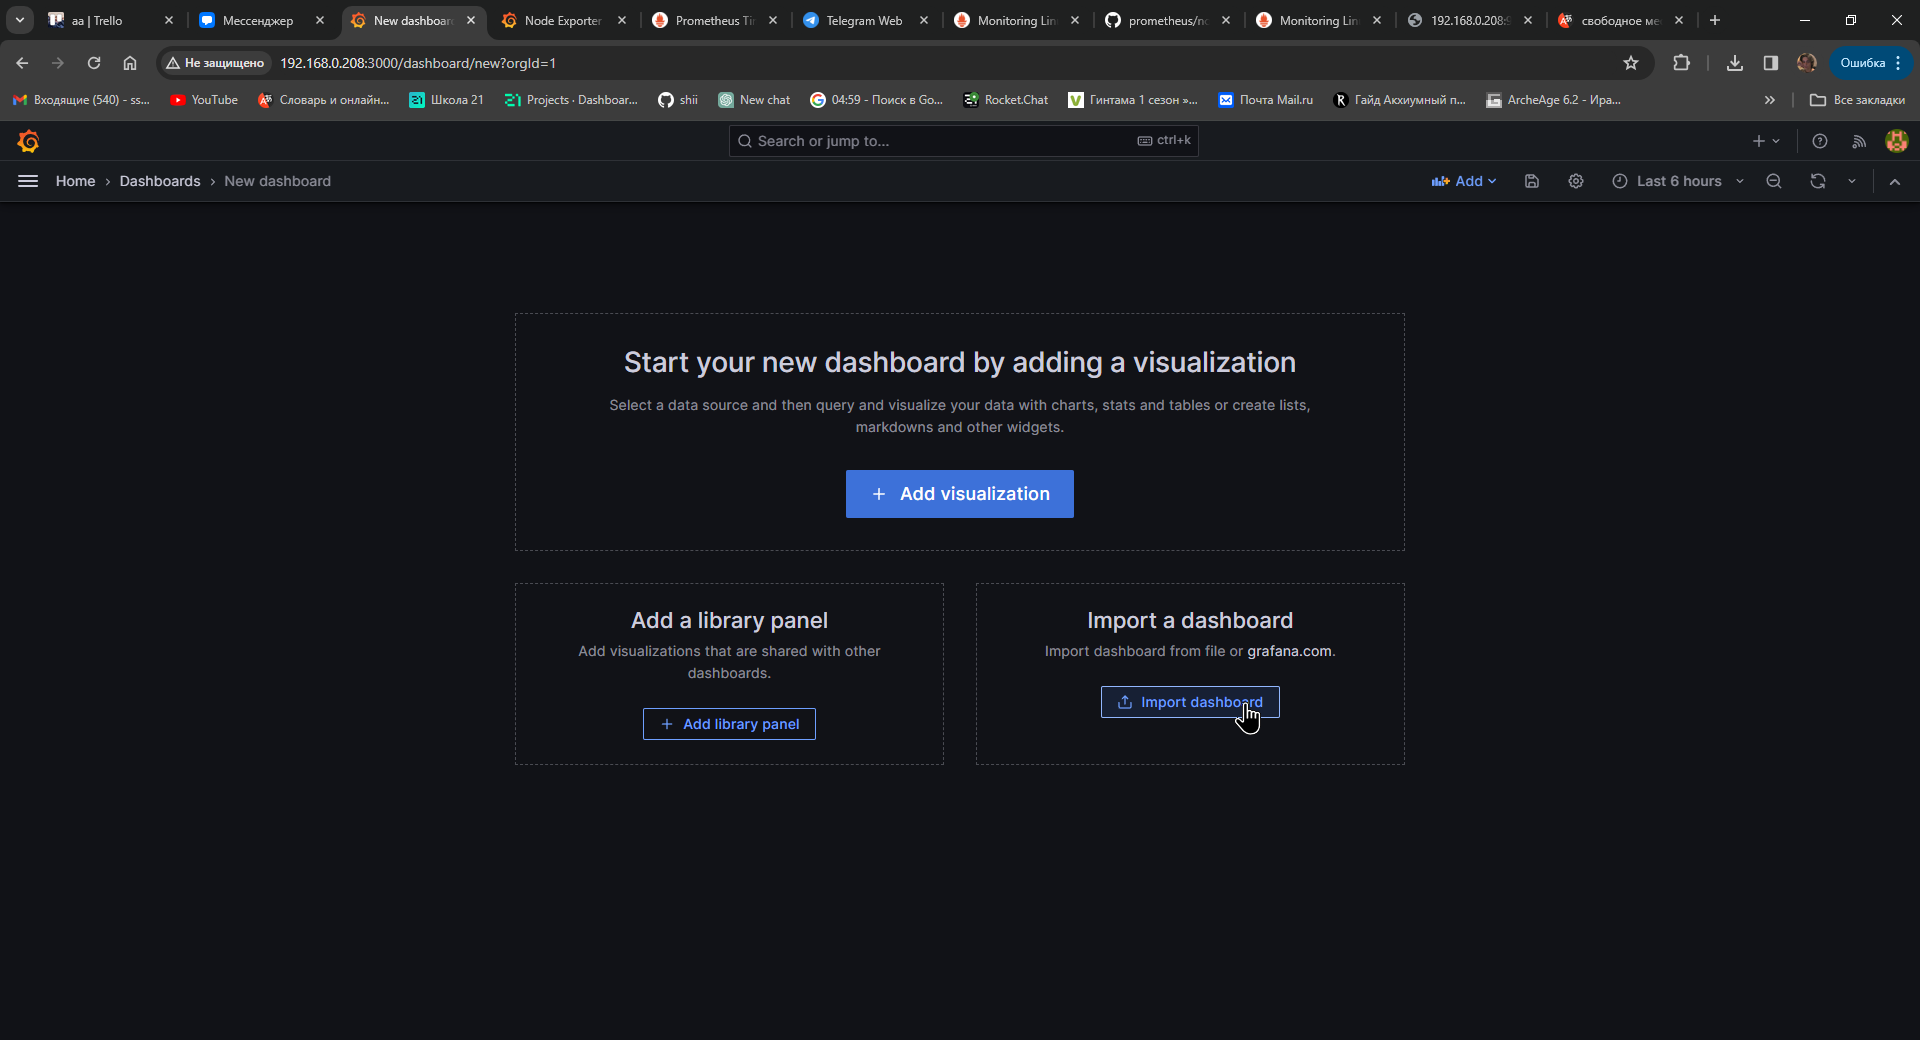 aa | Trello
Мессенджер
New dashboar
Node Exporter
Prometheus Ti
Telegram Web
Monitoring Lin
prometheus/n
Monitoring Lin
192.168.0.208:9
свободное ме
Не защищено
192.168.0.208:3000/dashboard/new?orgId=1
Ошибка
Входящие (540) - ss...
YouTube
Словарь и онлайн...
Школа 21
Projects · Dashboar...
shii
New chat
04:59 - Поиск в Go...
Rocket.Chat
Гинтама 1 сезон »...
Почта Mail.ru
Гайд Акхиумный п...
ArcheAge 6.2 - Ира...
Все закладки
Search or jump to...
ctrl+k
Home › Dashboards › New dashboard
Add
Last 6 hours
Start your new dashboard by adding a visualization
Select a data source and then query and visualize your data with charts, stats and tables or create lists,
markdowns and other widgets.
+ Add visualization
Add a library panel
Add visualizations that are shared with other
dashboards.
+ Add library panel
Import a dashboard
Import dashboard from file or grafana.com.
Import dashboard